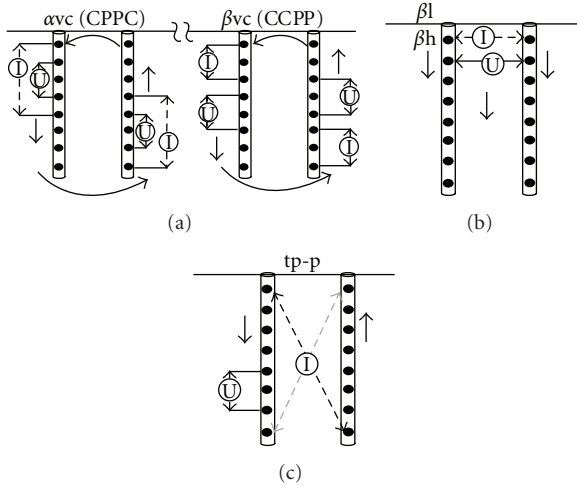 αvc (CPPC) βvc (CCPP)
I U U I
I U U I
(a)
βl
βh
I
U
(b)
tp-p
I
U
(c)